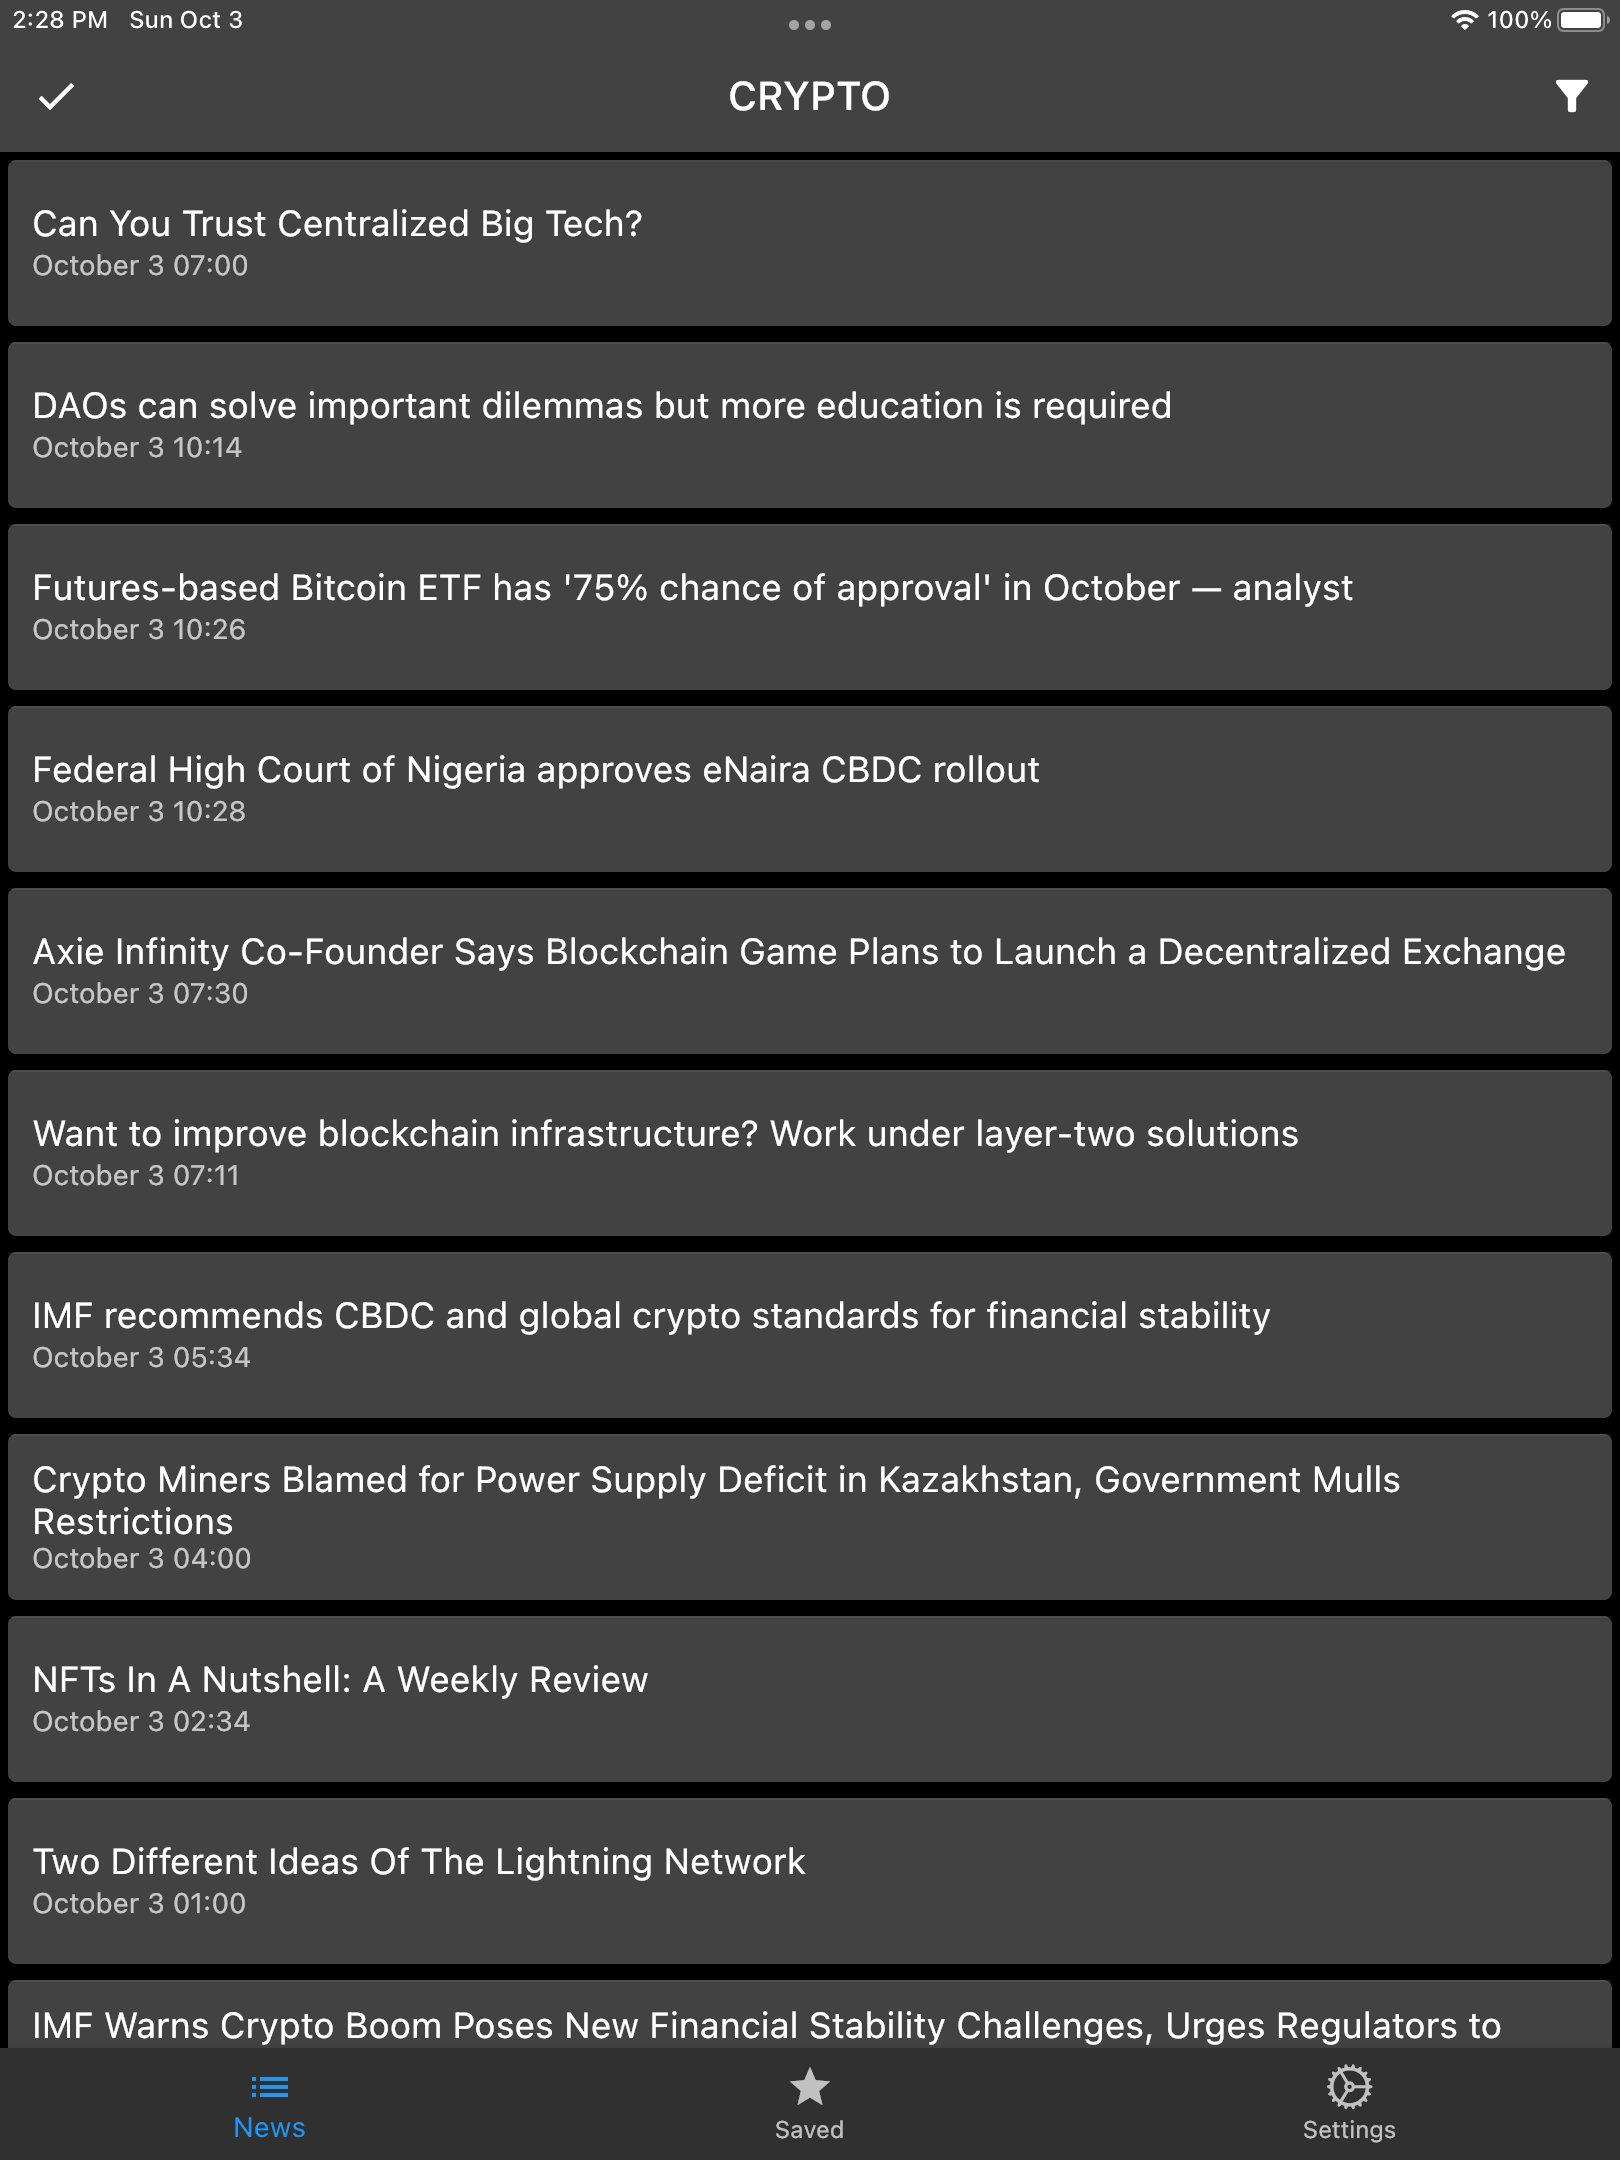 2:28 PM Sun Oct 3
100%
CRYPTO
Can You Trust Centralized Big Tech?
October 3 07:00
DAOs can solve important dilemmas but more education is required
October 3 10:14
Futures-based Bitcoin ETF has '75% chance of approval' in October — analyst
October 3 10:26
Federal High Court of Nigeria approves eNaira CBDC rollout
October 3 10:28
Axie Infinity Co-Founder Says Blockchain Game Plans to Launch a Decentralized Exchange
October 3 07:30
Want to improve blockchain infrastructure? Work under layer-two solutions
October 3 07:11
IMF recommends CBDC and global crypto standards for financial stability
October 3 05:34
Crypto Miners Blamed for Power Supply Deficit in Kazakhstan, Government Mulls
Restrictions
October 3 04:00
NFTs In A Nutshell: A Weekly Review
October 3 02:34
Two Different Ideas Of The Lightning Network
October 3 01:00
IMF Warns Crypto Boom Poses New Financial Stability Challenges, Urges Regulators to
News
Saved
Settings